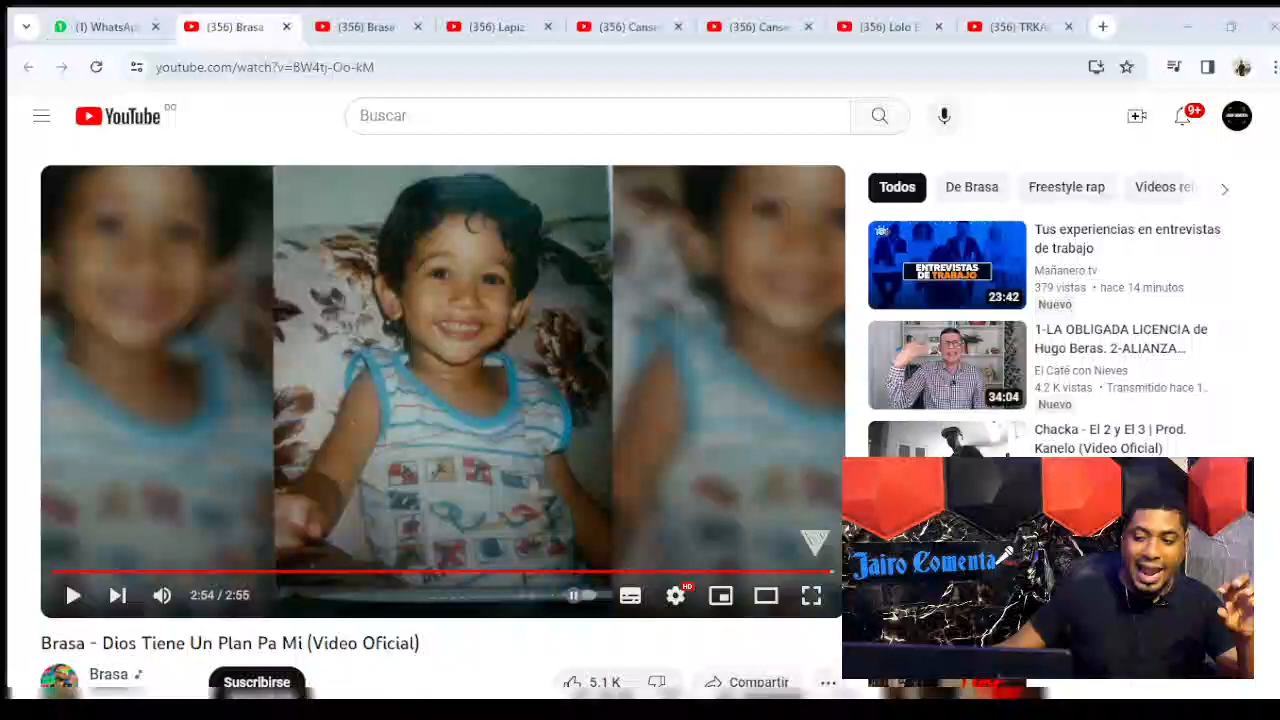 (1) WhatsAp
(356) Brasa
(356) Brasa
(356) Lapiz
(356) Canse
(356) Canse
(356) Lolo E
(356) TRKA
youtube.com/watch?v=BW4tj-Oo-kM
YouTube DO
Buscar
9+
Todos
De Brasa
Freestyle rap
Videos rel
ENTREVISTAS
DE TRABAJO
23:42
Tus experiencias en entrevistas
de trabajo
Mañanero tv
379 vistas • hace 14 minutos
Nuevo
34:04
1-LA OBLIGADA LICENCIA de
Hugo Beras. 2-ALIANZA...
El Café con Nieves
4.2 K vistas • Transmitido hace 1...
Nuevo
Chacka - El 2 y El 3 | Prod.
Kanelo (Video Oficial)
Jairo Comenta
2:54 / 2:55
HD
Brasa - Dios Tiene Un Plan Pa Mi (Video Oficial)
Brasa
Suscribirse
5.1 K
Compartir